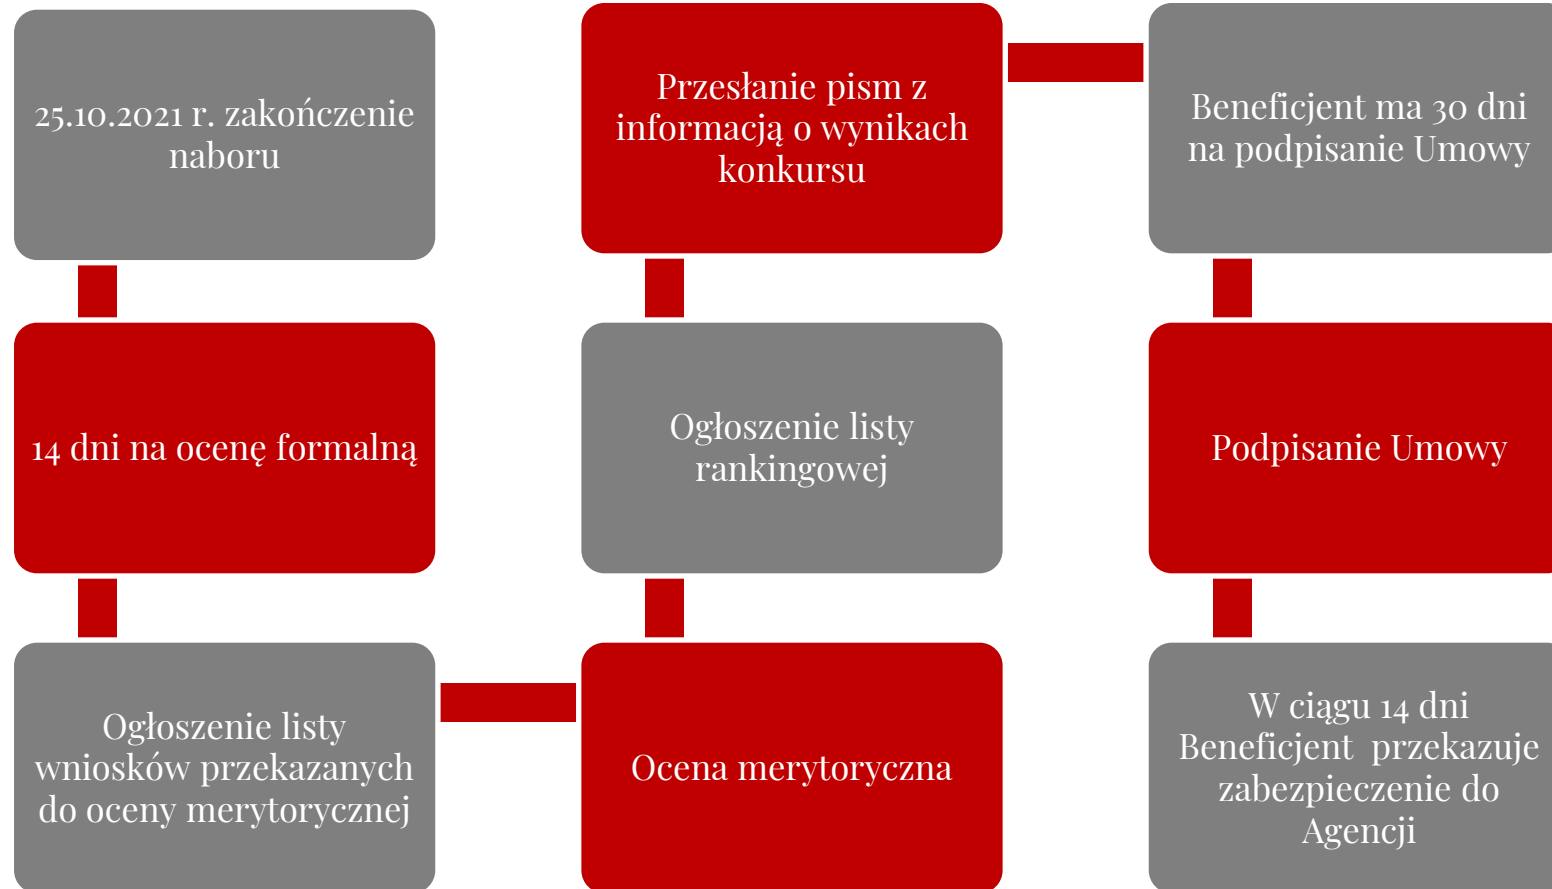 25.10.2021 r. zakończenie
naboru
14 dni na ocenę formalną
Ogłoszenie listy
wniosków przekazanych
do oceny merytorycznej
Ocena merytoryczna
Ogłoszenie listy
rankingowej
Przesłanie pism z
informacją o wynikach
konkursu
Beneficjent ma 30 dni
na podpisanie Umowy
Podpisanie Umowy
W ciągu 14 dni
Beneficjent przekazuje
zabezpieczenie do
Agencji